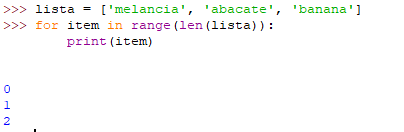 >>> lista = ['melancia', 'abacate', 'banana']
>>> for item in range(len(lista)):
        print(item)
0
1
2